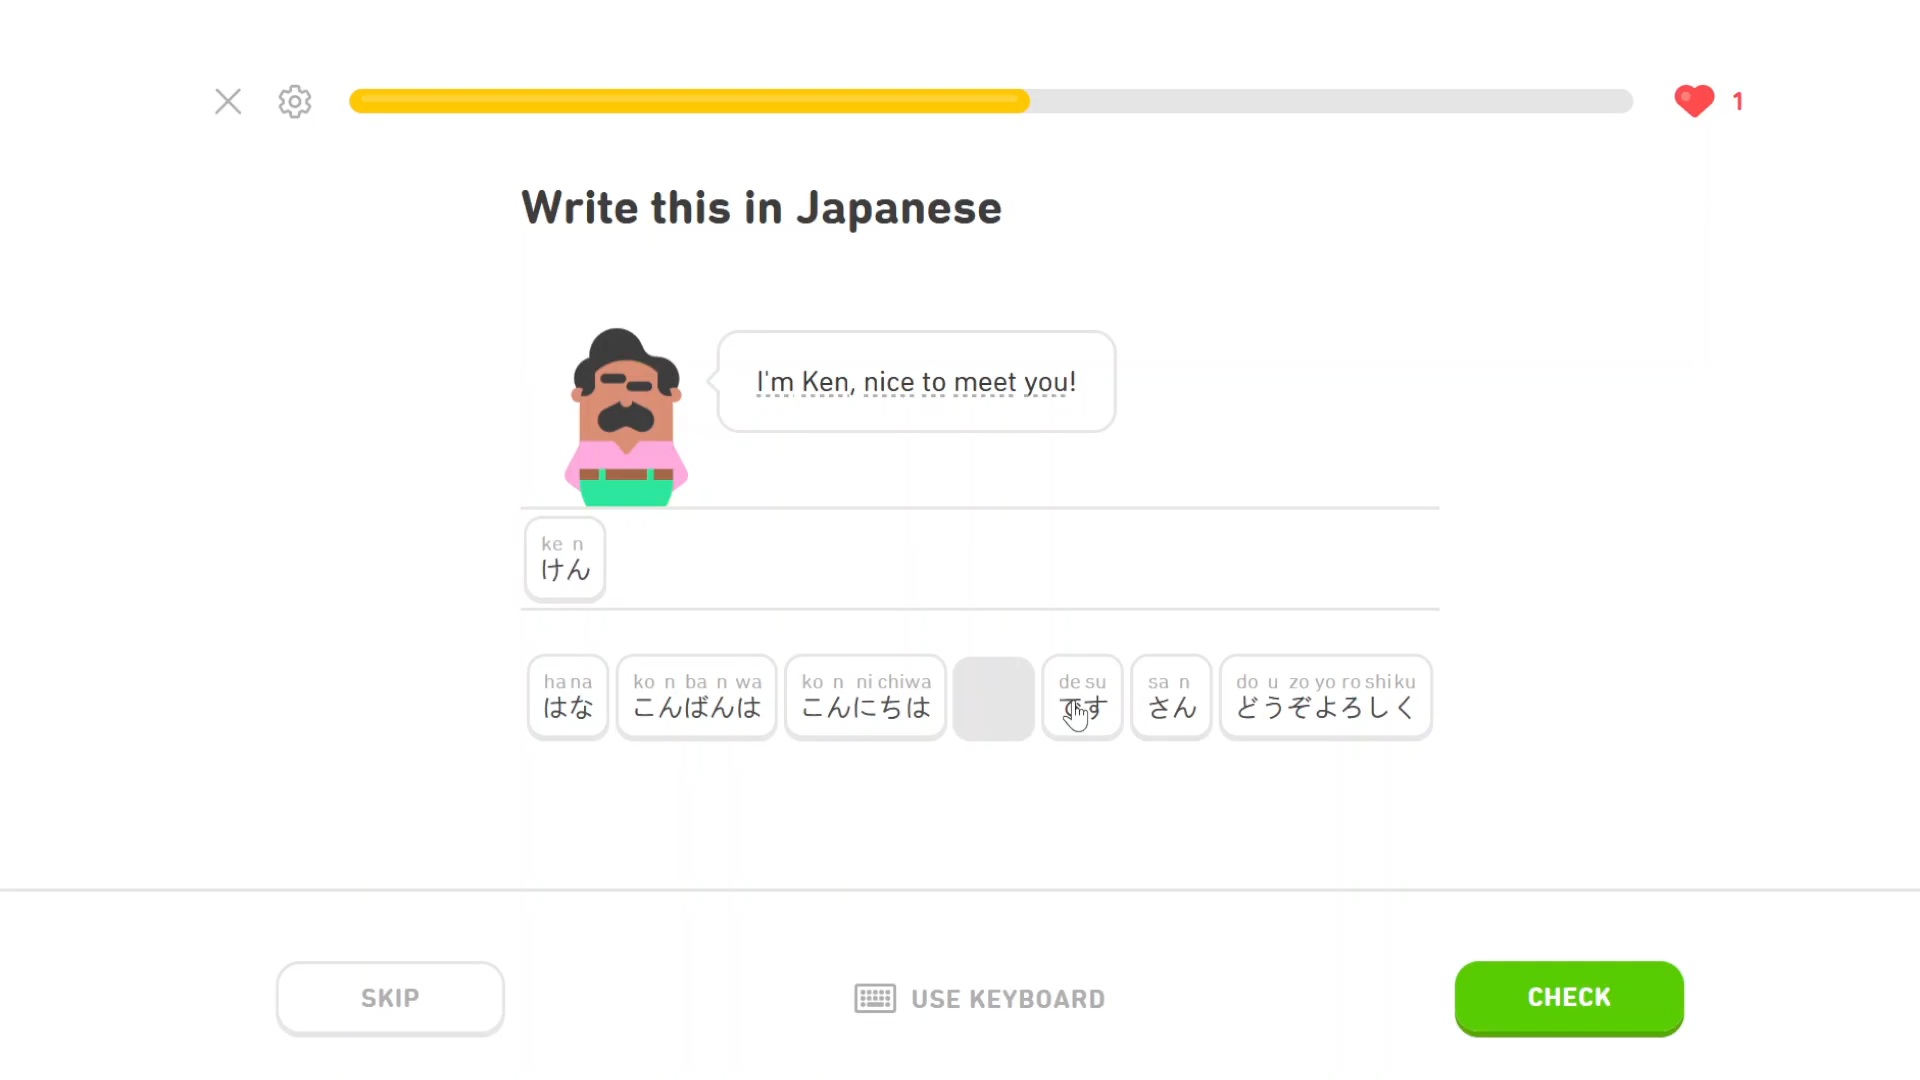 1
Write this in Japanese
I'm Ken, nice to meet you!
ke n
けん
ha na
はな
ko n ba n wa
こんばんは
ko n ni chi wa
こんにちは
de su
です
sa n
さん
do u zo yo ro shi ku
どうぞよろしく
SKIP
USE KEYBOARD
CHECK